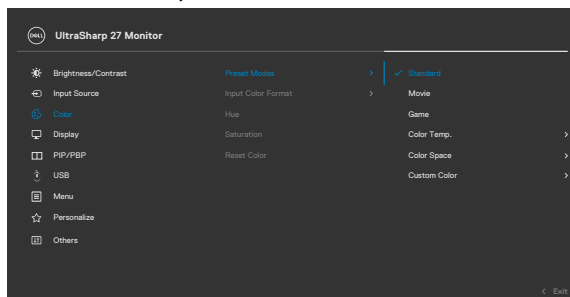 DELL UltraSharp 27 Monitor
Brightness/Contrast Preset Modes > ✓ Standard
Input Source Input Color Format > Movie
Color Hue Game
Display Saturation Color Temp. >
PIP/PBP Reset Color Color Space >
USB Custom Color >
Menu
Personalize
Others
< Exit